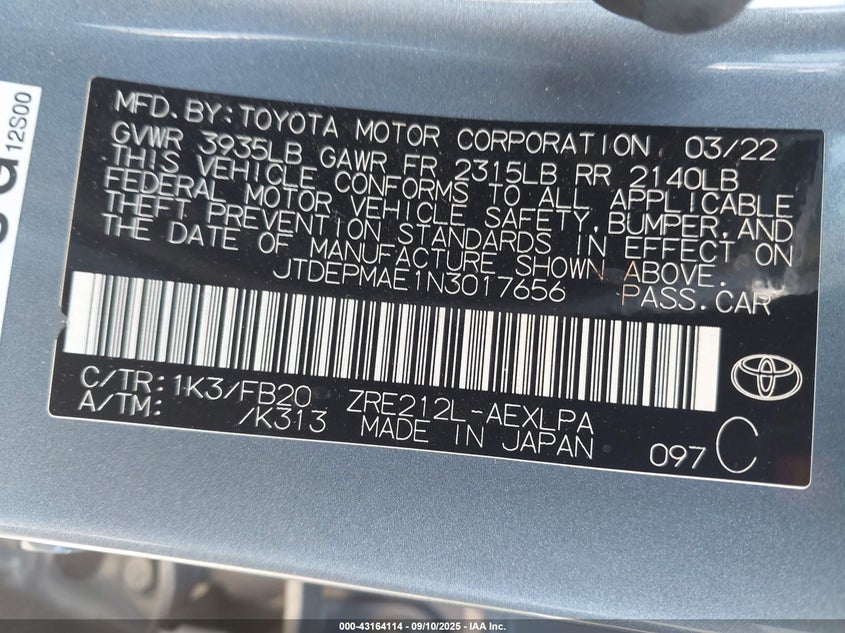 12S00
MFD. BY: TOYOTA MOTOR CORPORATION 03/22
GVWR 3935LB GAWR FR 2315LB RR 2140LB
THIS VEHICLE CONFORMS TO ALL APPLICABLE
FEDERAL MOTOR VEHICLE SAFETY, BUMPER, AND
THEFT PREVENTION STANDARDS IN EFFECT ON
THE DATE OF MANUFACTURE SHOWN ABOVE.
JTDEPMAE1N3017656 PASS.CAR
C/TR: 1K3/FB20 ZRE212L-AEXLPA
A/TM: /K313 MADE IN JAPAN 097 C
000-43164114 - 09/10/2025 - © Copyright IAA, Inc.